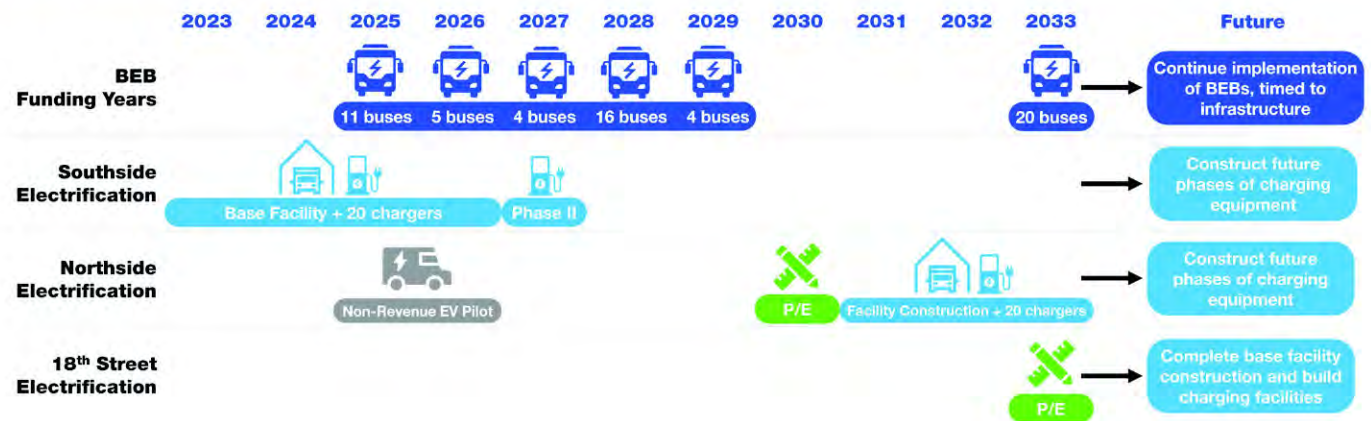 2023 2024 2025 2026 2027 2028 2029 2030 2031 2032 2033 Future
BEB
Funding Years
11 buses 5 buses 4 buses 16 buses 4 buses
20 buses
Continue implementation
of BEBs, timed to
infrastructure
Southside
Electrification
Base Facility + 20 chargers
Phase II
Construct future
phases of charging
equipment
Northside
Electrification
Non-Revenue EV Pilot
P/E
Facility Construction + 20 chargers
Construct future
phases of charging
equipment
18th Street
Electrification
P/E
Complete base facility
construction and build
charging facilities